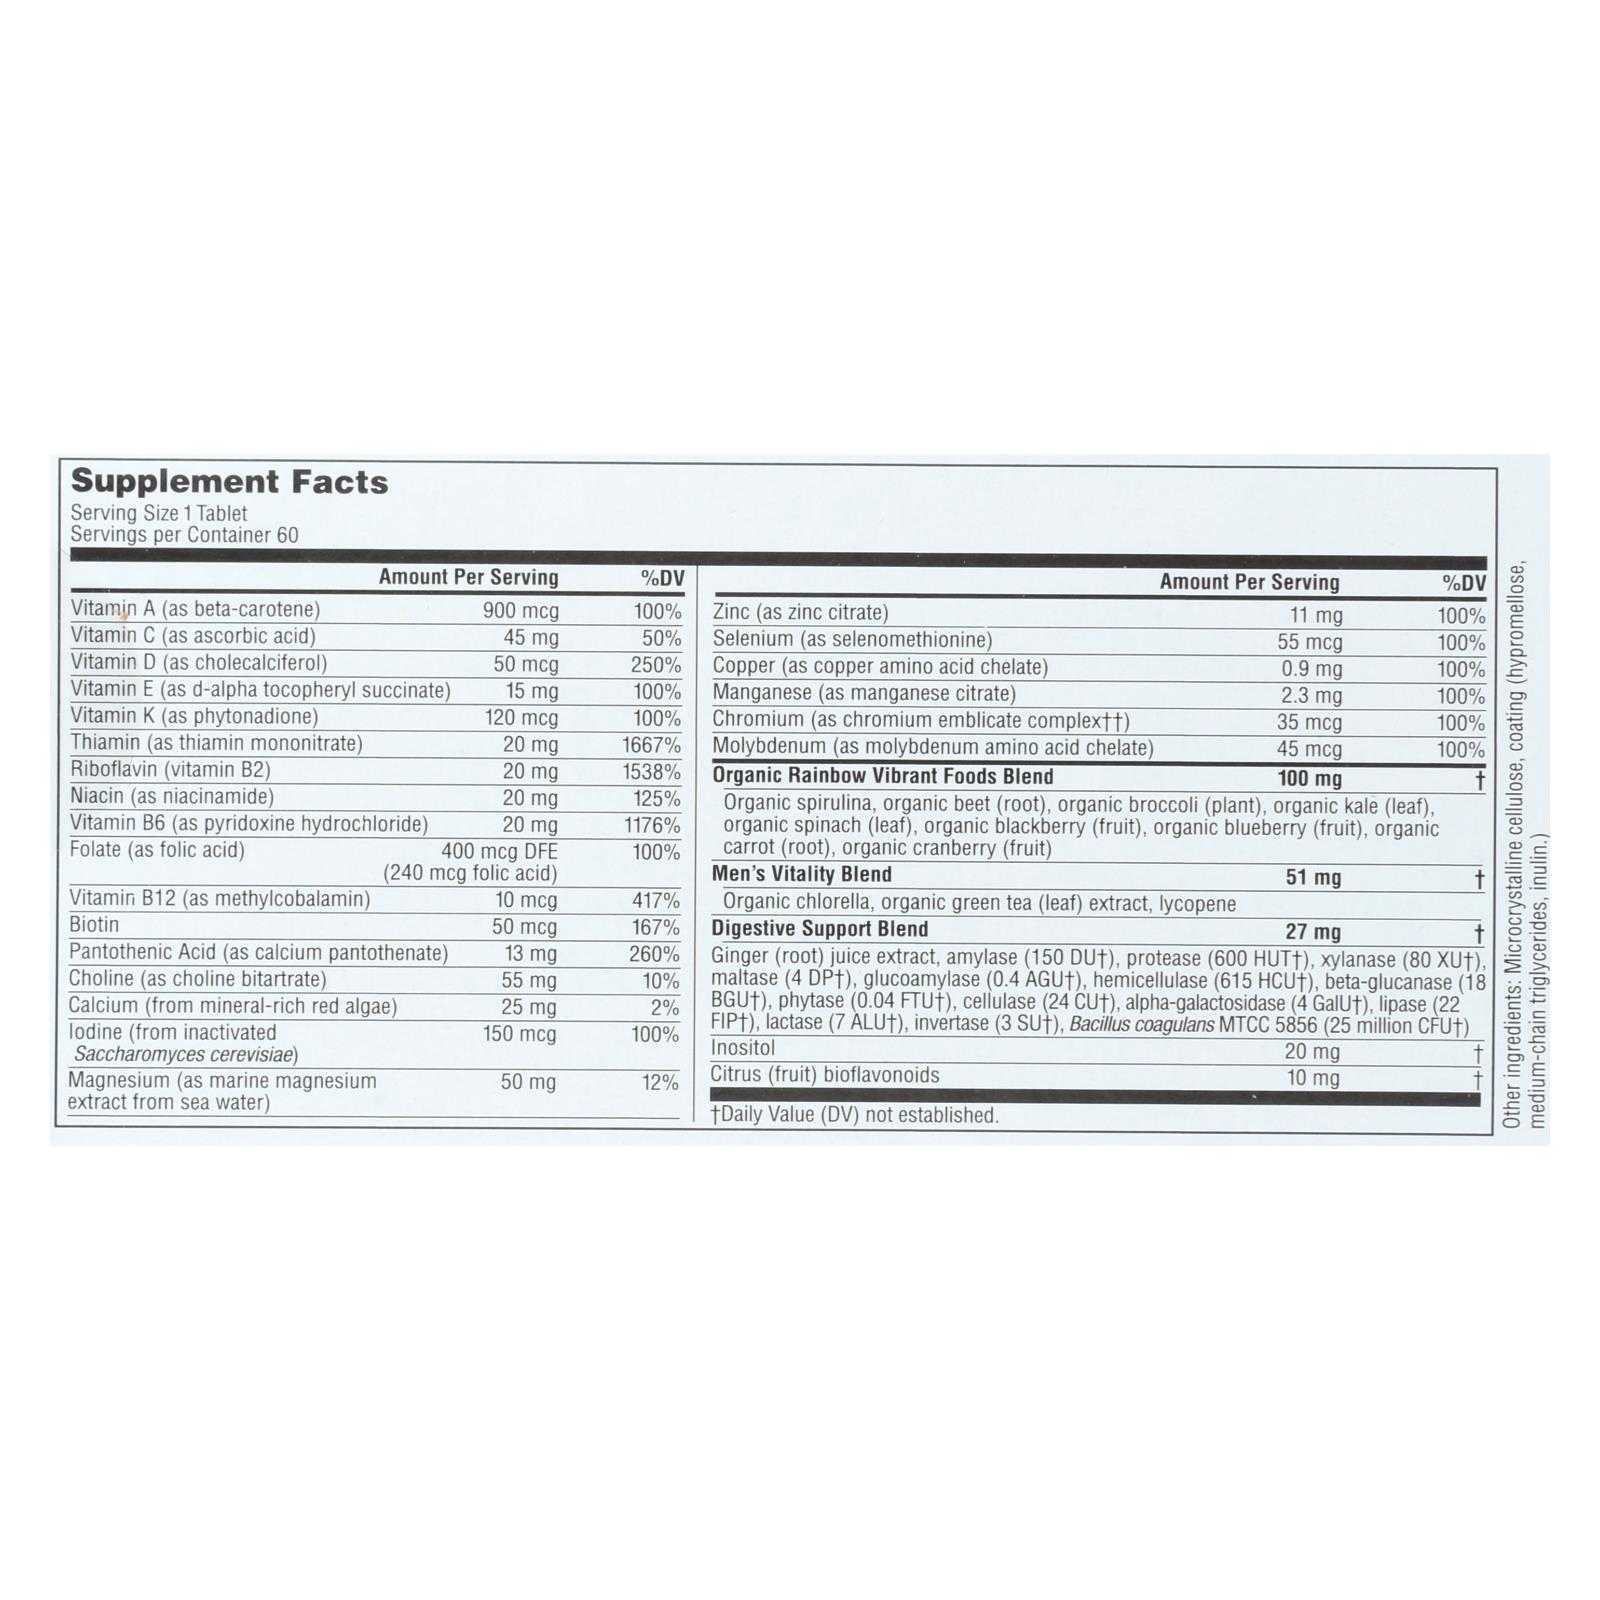 Supplement Facts
Serving Size 1 Tablet
Servings per Container 60
Amount Per Serving %DV
Vitamin A (as beta-carotene) 900 mcg 100%
Vitamin C (as ascorbic acid) 45 mg 50%
Vitamin D (as cholecalciferol) 50 mcg 250%
Vitamin E (as d-alpha tocopheryl succinate) 15 mg 100%
Vitamin K (as phytonadione) 120 mcg 100%
Thiamin (as thiamin mononitrate) 20 mg 1667%
Riboflavin (vitamin B2) 20 mg 1538%
Niacin (as niacinamide) 20 mg 125%
Vitamin B6 (as pyridoxine hydrochloride) 20 mg 1176%
Folate (as folic acid) 400 mcg DFE 100%
(240 mcg folic acid)
Vitamin B12 (as methylcobalamin) 10 mcg 417%
Biotin 50 mcg 167%
Pantothenic Acid (as calcium pantothenate) 13 mg 260%
Choline (as choline bitartrate) 55 mg 10%
Calcium (from mineral-rich red algae) 25 mg 2%
Iodine (from inactivated 150 mcg 100%
Saccharomyces cerevisiae)
Magnesium (as marine magnesium 50 mg 12%
extract from sea water)
Amount Per Serving %DV
Zinc (as zinc citrate) 11 mg 100%
Selenium (as selenomethionine) 55 mcg 100%
Copper (as copper amino acid chelate) 0.9 mg 100%
Manganese (as manganese citrate) 2.3 mg 100%
Chromium (as chromium emblicate complex††) 35 mcg 100%
Molybdenum (as molybdenum amino acid chelate) 45 mcg 100%
Organic Rainbow Vibrant Foods Blend 100 mg †
Organic spirulina, organic beet (root), organic broccoli (plant), organic kale (leaf),
organic spinach (leaf), organic blackberry (fruit), organic blueberry (fruit), organic
carrot (root), organic cranberry (fruit)
Men's Vitality Blend 51 mg †
Organic chlorella, organic green tea (leaf) extract, lycopene
Digestive Support Blend 27 mg †
Ginger (root) juice extract, amylase (150 DU†), protease (600 HUT†), xylanase (80 XU†),
maltase (4 DP†), glucoamylase (0.4 AGU†), hemicellulase (615 HCU†), beta-glucanase (18
BGU†), phytase (0.04 FTU†), cellulase (24 CU†), alpha-galactosidase (4 GalU†), lipase (22
FIP†), lactase (7 ALU†), invertase (3 SU†), Bacillus coagulans MTCC 5856 (25 million CFU†)
Inositol 20 mg †
Citrus (fruit) bioflavonoids 10 mg †
†Daily Value (DV) not established.
Other ingredients: Microcrystalline cellulose, coating (hypromellose,
medium-chain triglycerides, inulin.)